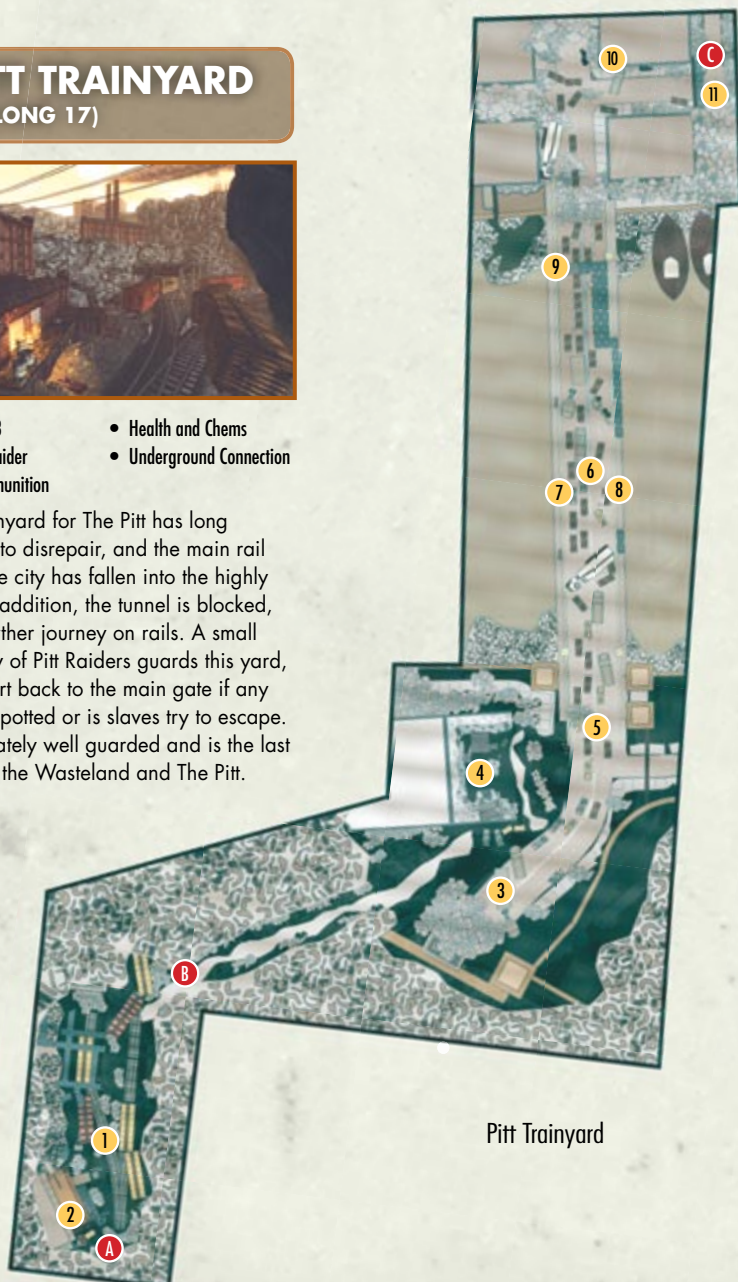 TT TRAINYARD
LONG 17)
aider
munition
• Health and Chems
• Underground Connection
nyard for The Pitt has long
to disrepair, and the main rail
e city has fallen into the highly
addition, the tunnel is blocked,
ther journey on rails. A small
y of Pitt Raiders guards this yard,
rt back to the main gate if any
potted or is slaves try to escape.
ately well guarded and is the last
the Wasteland and The Pitt.
10
C
11
9
6
7
8
5
4
3
B
1
2
A
Pitt Trainyard